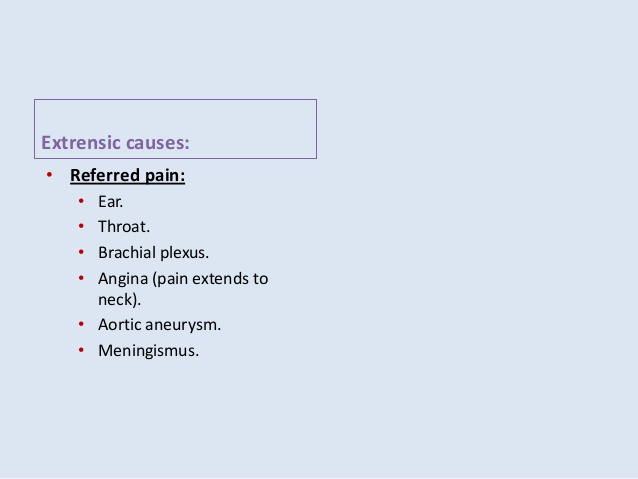 Extrensic causes:
• Referred pain:
• Ear.
• Throat.
• Brachial plexus.
• Angina (pain extends to
neck).
• Aortic aneurysm.
• Meningismus.